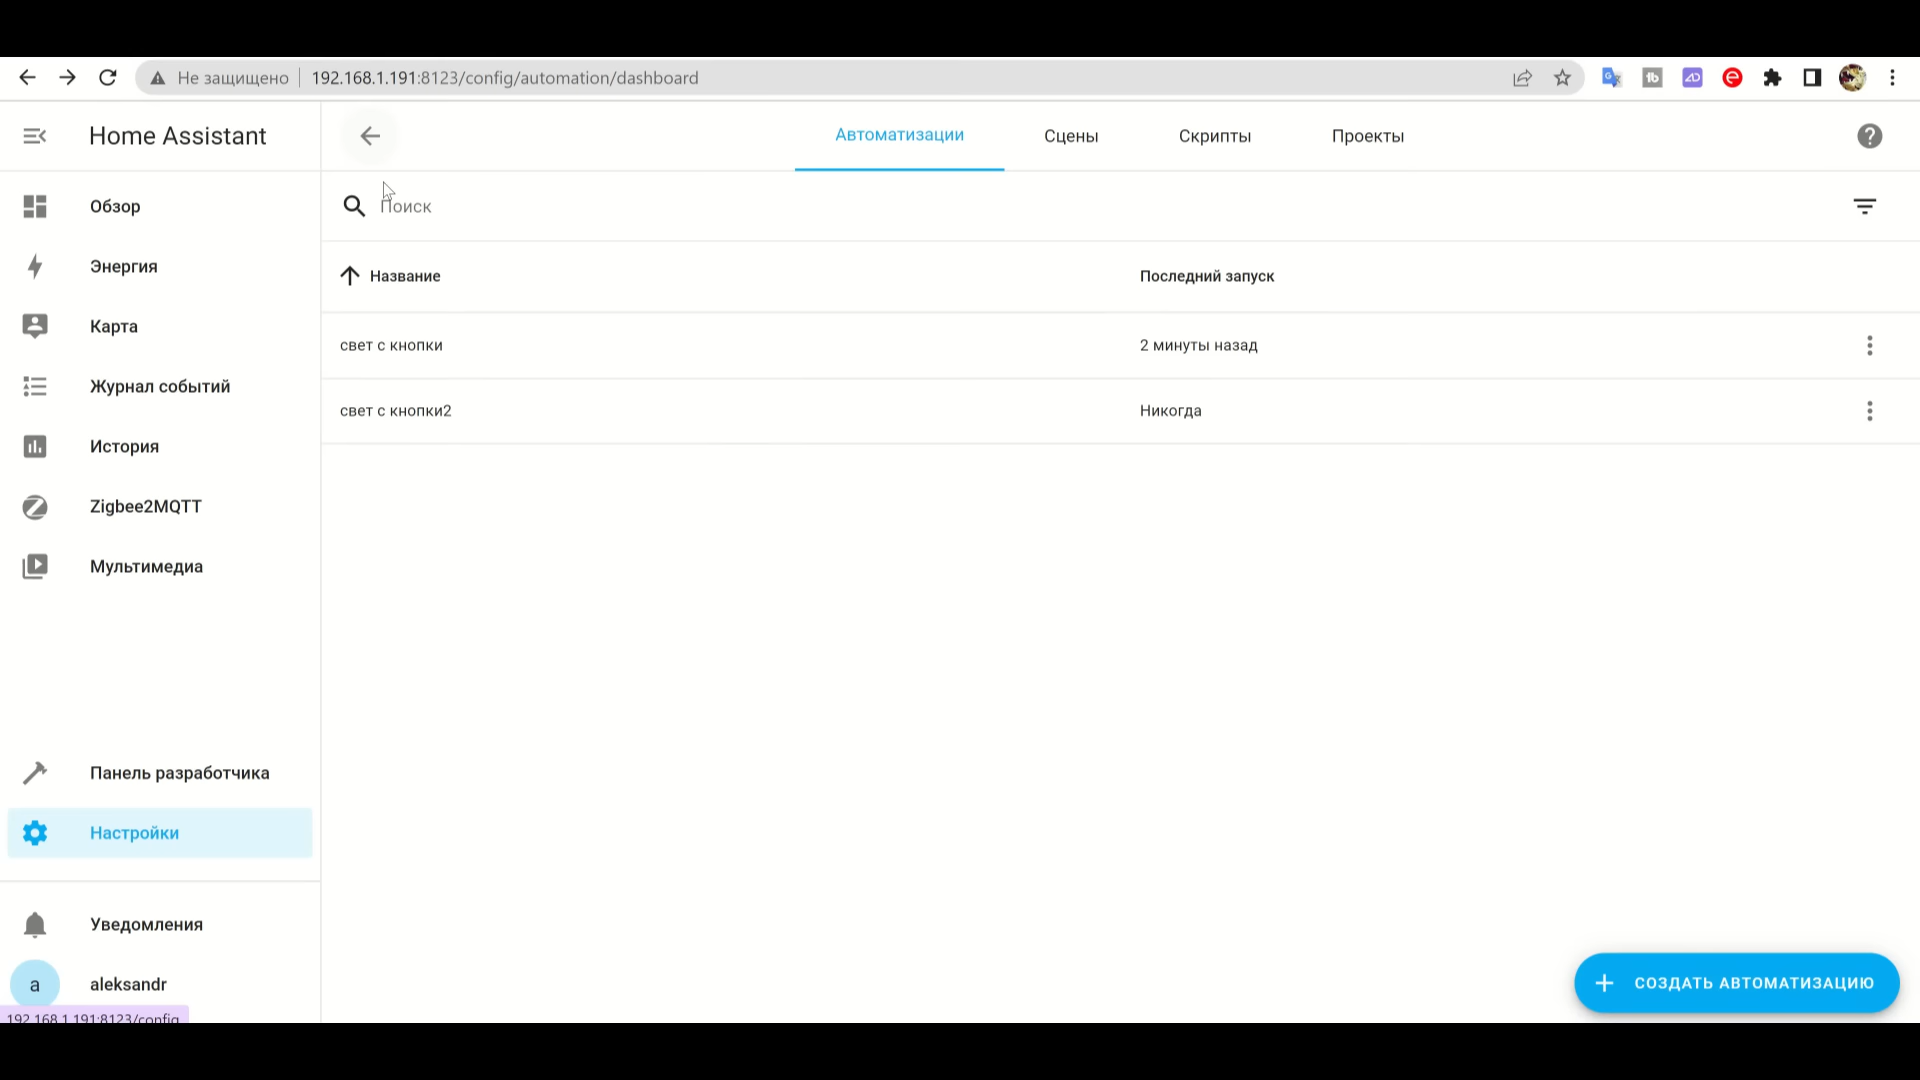 Не защищено
192.168.1.191:8123/config/automation/dashboard
Home Assistant
Автоматизации
Сцены
Скрипты
Проекты
Обзор
Поиск
Энергия
Название
Последний запуск
Карта
свет с кнопки
2 минуты назад
Журнал событий
свет с кнопки2
Никогда
История
Zigbee2MQTT
Мультимедиа
Панель разработчика
Настройки
Уведомления
a
aleksandr
СОЗДАТЬ АВТОМАТИЗАЦИЮ
192.168.1.191:8123/config